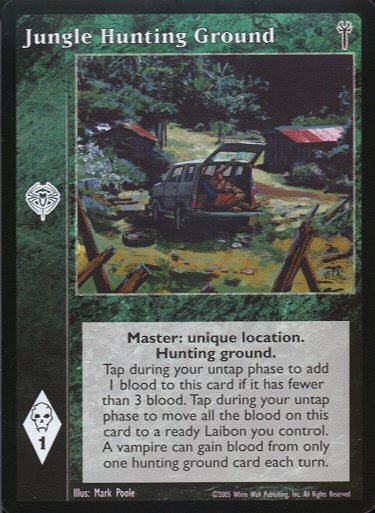 Jungle Hunting Ground
Master: unique location.
Hunting ground.
Tap during your untap phase to add
1 blood to this card if it has fewer
than 3 blood. Tap during your untap
phase to move all the blood on this
card to a ready Laibon you control.
A vampire can gain blood from only
one hunting ground card each turn.
1
Illus: Mark Poole
©2005 White Wolf Publishing, Inc. All Rights Reserved